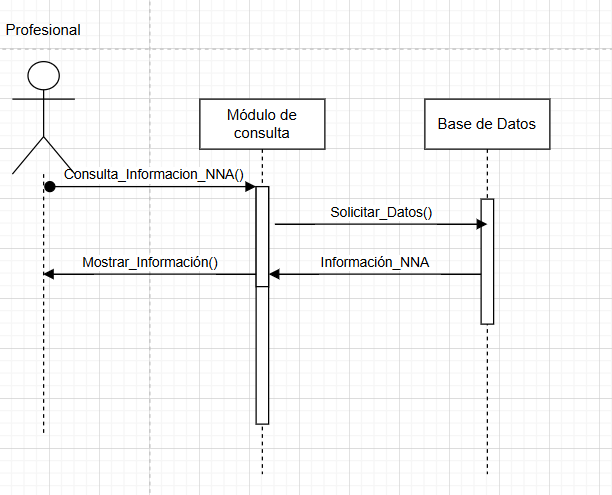 Profesional
Módulo de
consulta
Base de Datos
Consulta_Informacion_NNA()
Solicitar_Datos()
Mostrar_Información()
Información_NNA